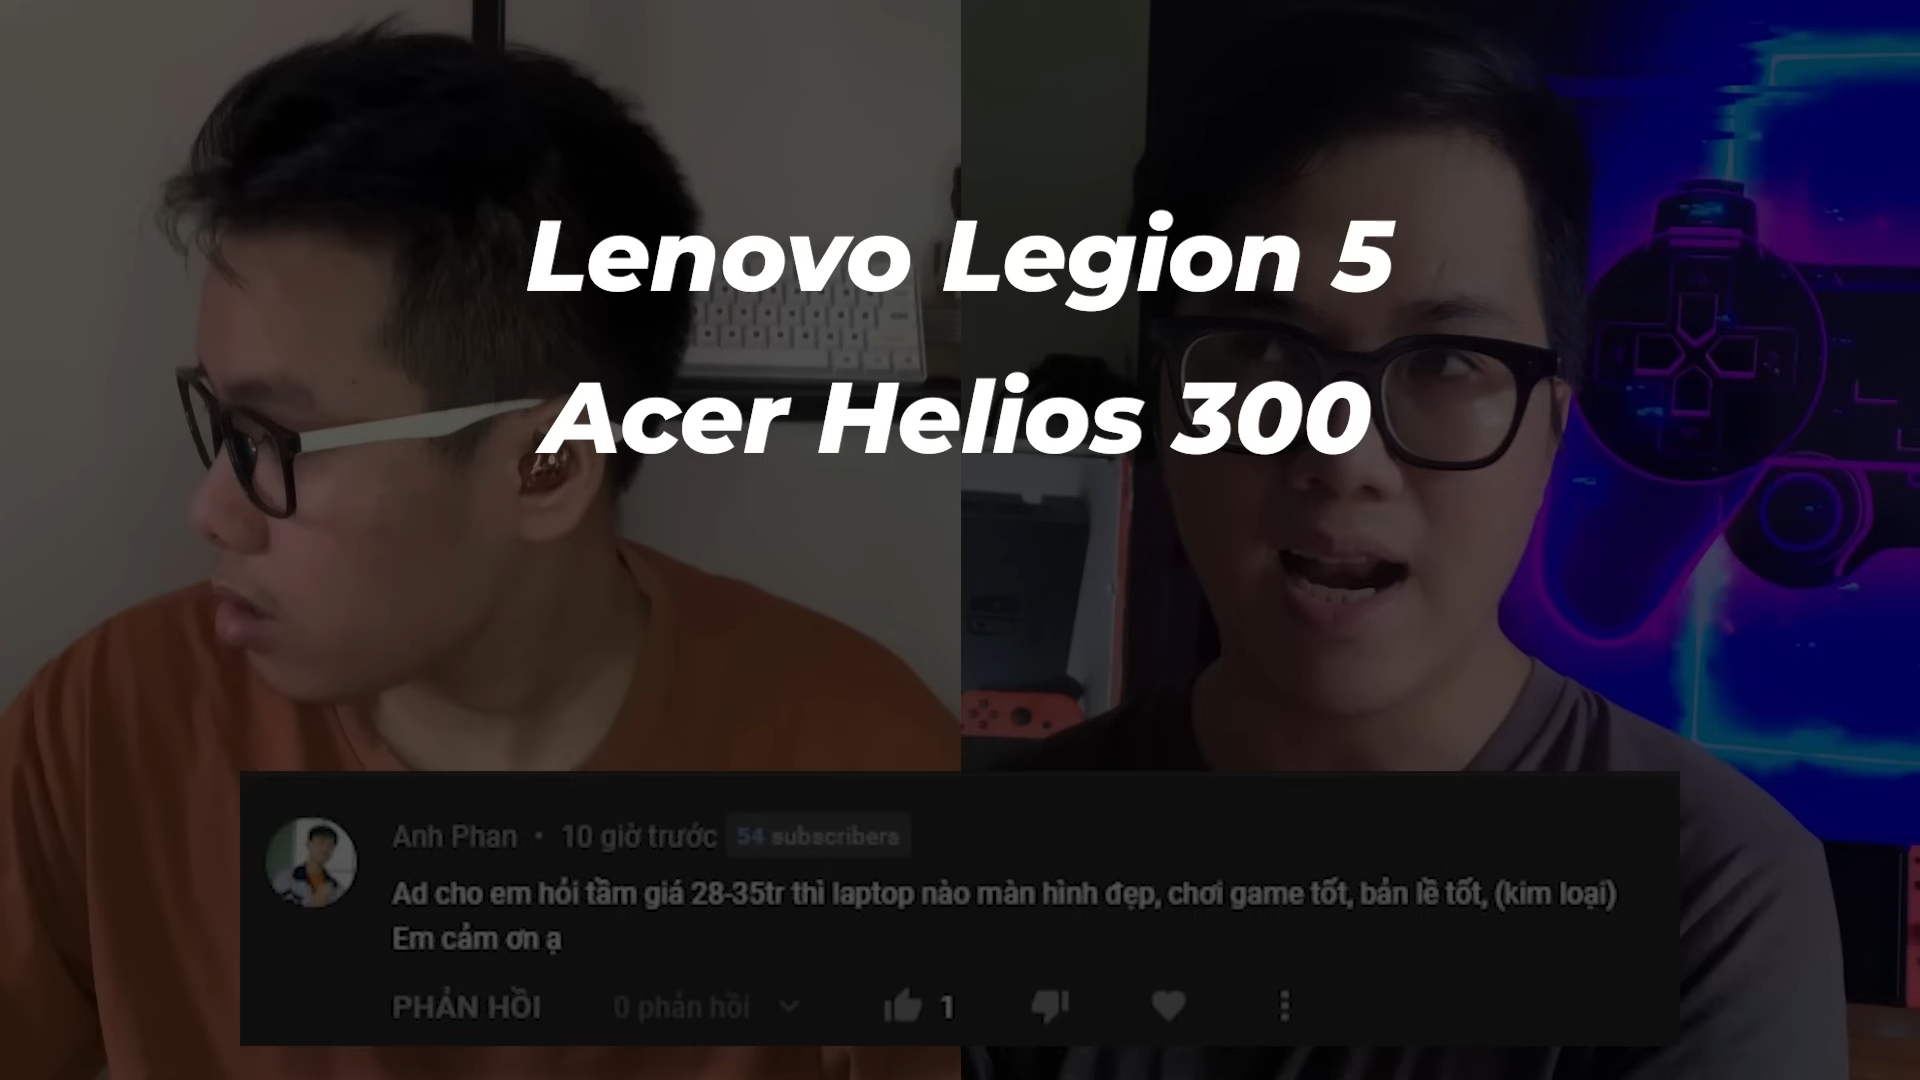 Lenovo Legion 5
Acer Helios 300
Anh Phan • 10 giờ trước 54 subscribers
Ad cho em hỏi tầm giá 28-35tr thì laptop nào màn hình đẹp, chơi game tốt, bản lề tốt, (kim loại)
Em cảm ơn ạ
PHẢN HỒI 0 phản hồi 1